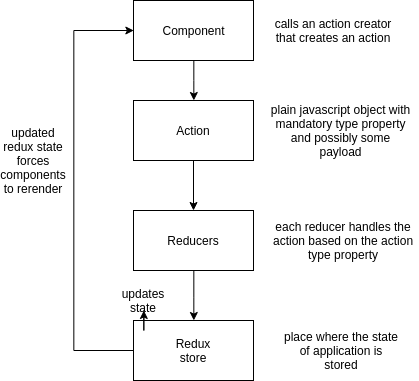 Component
calls an action creator
that creates an action
Action
plain javascript object with
mandatory type property
and possibly some
payload
updated
redux state
forces
components
to rerender
Reducers
each reducer handles the
action based on the action
type property
updates
state
Redux
store
place where the state
of application is
stored